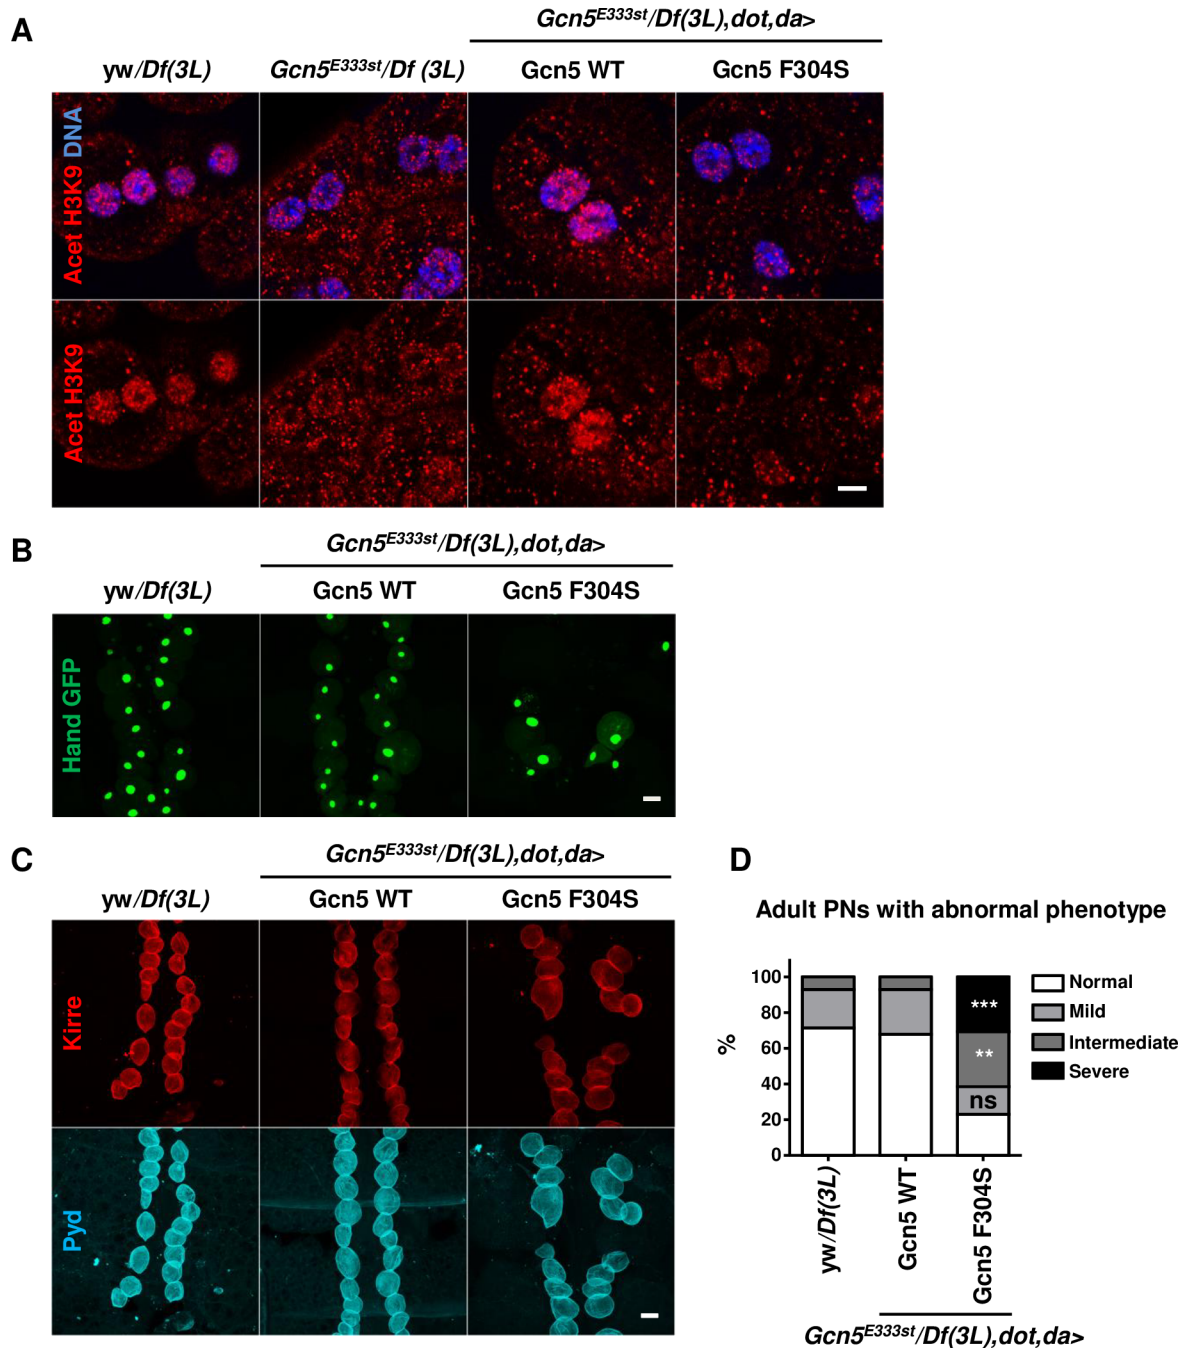 A
Gcn5E333st/Df(3L),dot,da>
yw/Df(3L)
Gcn5E333st/Df (3L)
Gcn5 WT
Gcn5 F304S
Acet H3K9 DNA
Acet H3K9
B
Gcn5E333st/Df(3L),dot,da>
yw/Df(3L)
Gcn5 WT
Gcn5 F304S
Hand GFP
C
Gcn5E333st/Df(3L),dot,da>
yw/Df(3L)
Gcn5 WT
Gcn5 F304S
Kirre
Pyd
D
Adult PNs with abnormal phenotype
%
100
80
60
40
20
0
***
**
ns
Normal
Mild
Intermediate
Severe
yw/Df(3L)
Gcn5 WT
Gcn5 F304S
Gcn5E333st/Df(3L),dot,da>